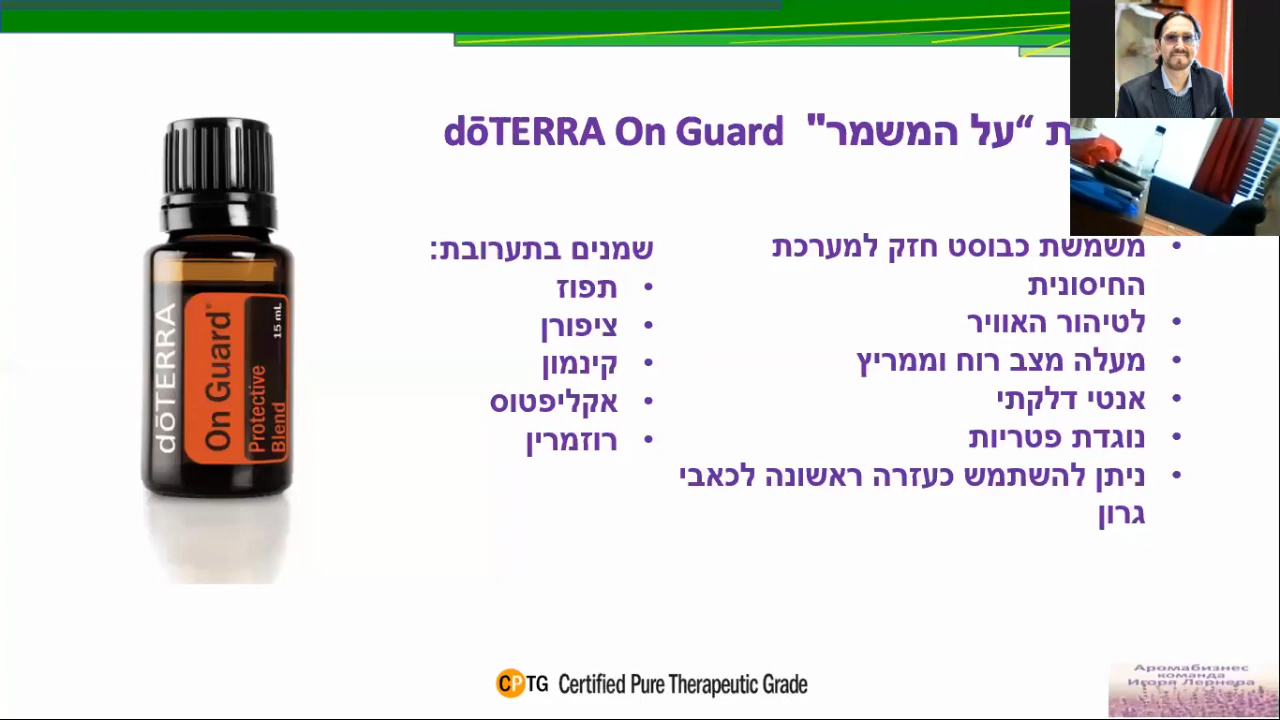 ת “על המשמר" dōTERRA On Guard
משמשת כבוסט חזק למערכת
החיסונית
לטיהור האוויר
מעלה מצב רוח וממריץ
אנטי דלקתי
נוגדת פטריות
ניתן להשתמש כעזרה ראשונה לכאבי
גרון
שמנים בתערובת:
תפוז
ציפורן
קינמון
אקליפטוס
רוזמרין
dōTERRA
On Guard®
Protective
Blend
15 mL
CPTG Certified Pure Therapeutic Grade
Аромабизнес
команда
Игоря Лернера